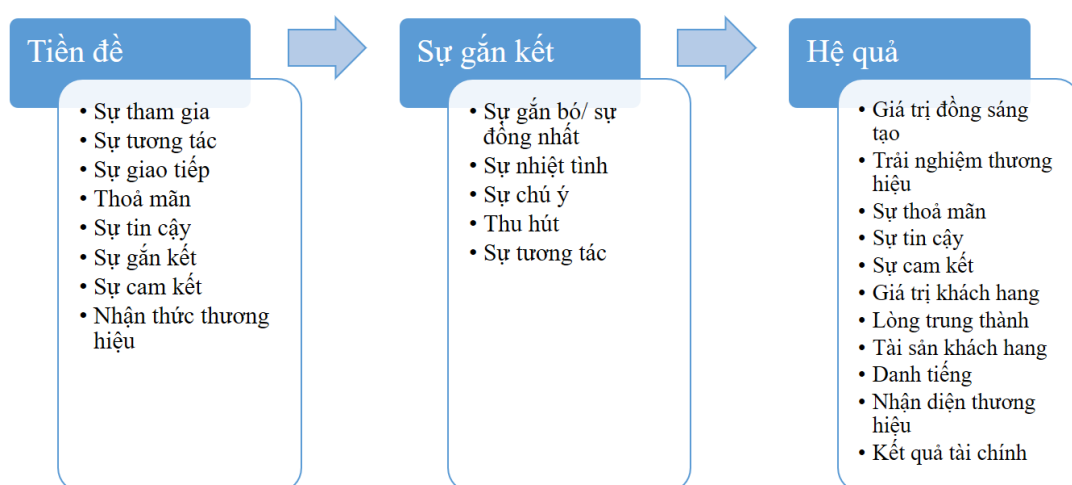 Tiền đề
• Sự tham gia
• Sự tương tác
• Sự giao tiếp
• Thoả mãn
• Sự tin cậy
• Sự gắn kết
• Sự cam kết
• Nhận thức thương
hiệu
Sự gắn kết
• Sự gắn bó/ sự
đồng nhất
• Sự nhiệt tình
• Sự chú ý
• Thu hút
• Sự tương tác
Hệ quả
• Giá trị đồng sáng
tạo
• Trải nghiệm thương
hiệu
• Sự thoả mãn
• Sự tin cậy
• Sự cam kết
• Giá trị khách hang
• Lòng trung thành
• Tài sản khách hang
• Danh tiếng
• Nhận diện thương
hiệu
• Kết quả tài chính